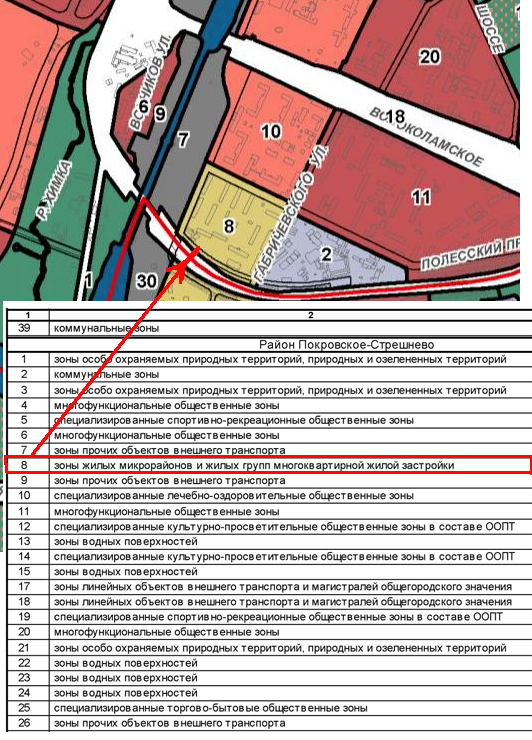 ШОССЕ
20
ВОЕННИКОВ УЛ.
6
9
7
18
ВОЛОКОЛАМСКОЕ
10
Р.ХИМКА
ГАБРИЧЕВСКОГО УЛ.
11
8
2
ПОЛЕССКИЙ ПР
1
30
1 2
39 коммунальные зоны
Район Покровское-Стрешнево
1 зоны особо охраняемых природных территорий, природных и озелененных территорий
2 коммунальные зоны
3 зоны особо охраняемых природных территорий, природных и озелененных территорий
4 многофункциональные общественные зоны
5 специализированные спортивно-рекреационные общественные зоны
6 многофункциональные общественные зоны
7 зоны прочих объектов внешнего транспорта
8 зоны жилых микрорайонов и жилых групп многоквартирной жилой застройки
9 зоны прочих объектов внешнего транспорта
10 специализированные лечебно-оздоровительные общественные зоны
11 многофункциональные общественные зоны
12 специализированные культурно-просветительные общественные зоны в составе ООПТ
13 зоны водных поверхностей
14 специализированные культурно-просветительные общественные зоны в составе ООПТ
15 зоны водных поверхностей
17 зоны линейных объектов внешнего транспорта и магистралей общегородского значения
18 зоны линейных объектов внешнего транспорта и магистралей общегородского значения
19 специализированные спортивно-рекреационные общественные зоны в составе ООПТ
20 многофункциональные общественные зоны
21 зоны особо охраняемых природных территорий, природных и озелененных территорий
22 зоны водных поверхностей
23 зоны водных поверхностей
24 зоны водных поверхностей
25 специализированные торгово-бытовые общественные зоны
26 зоны прочих объектов внешнего транспорта